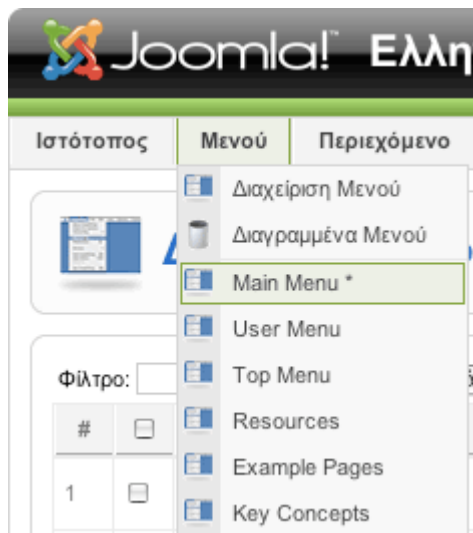 Joomla!™ Ελλη
Ιστότοπος Μενού Περιεχόμενο
Διαχείριση Μενού
Διαγραμμένα Μενού
Main Menu *
User Menu
Φίλτρο: Top Menu
# Resources
Example Pages
1
Key Concepts